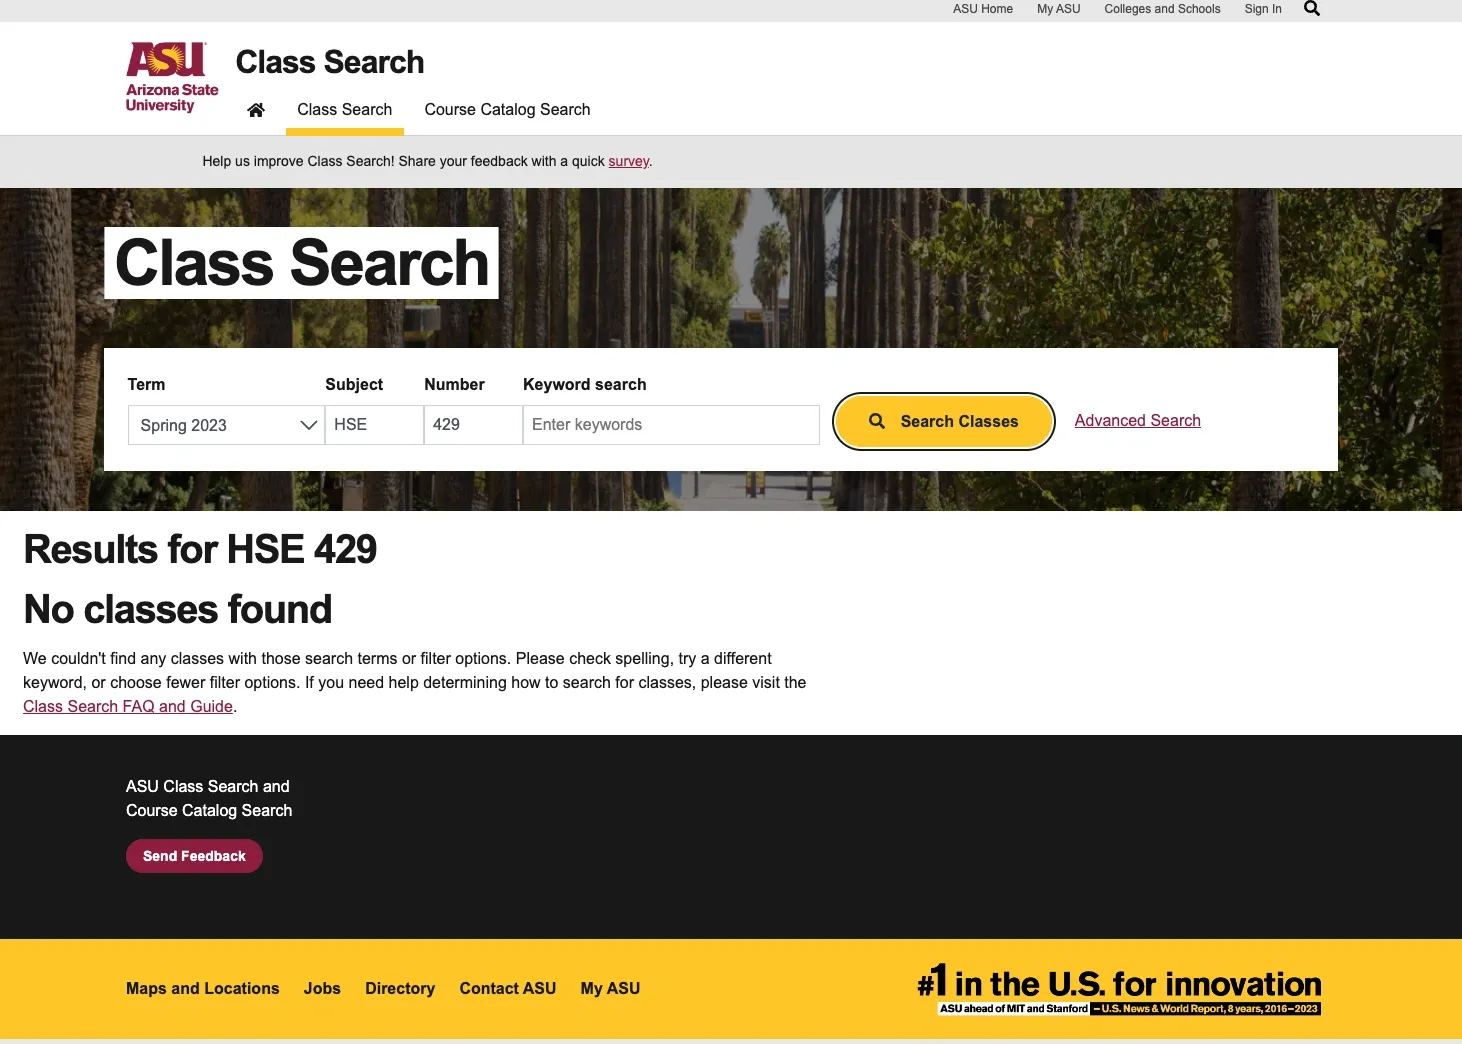 ASU Home My ASU Colleges and Schools Sign In
ASU
Arizona State
University
Class Search
Class Search Course Catalog Search
Help us improve Class Search! Share your feedback with a quick survey.
Class Search
Term Subject Number Keyword search
Spring 2023 HSE 429 Enter keywords Search Classes Advanced Search
Results for HSE 429
No classes found
We couldn't find any classes with those search terms or filter options. Please check spelling, try a different
keyword, or choose fewer filter options. If you need help determining how to search for classes, please visit the
Class Search FAQ and Guide.
ASU Class Search and
Course Catalog Search
Send Feedback
Maps and Locations Jobs Directory Contact ASU My ASU
#1 in the U.S. for innovation
ASU ahead of MIT and Stanford – U.S. News & World Report, 8 years, 2016–2023